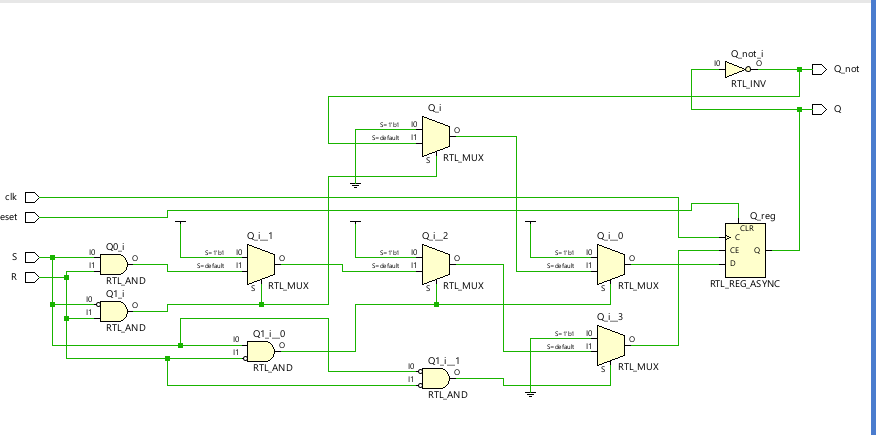 Q_not_i
I0 O Q_not
RTL_INV
Q_i
Q
S=1'b1 I0 O
S=default I1
S RTL_MUX
clk
eset
Q_reg
CLR
C
CE Q
D
RTL_REG_ASYNC
S
R
Q0_i
I0 O
I1
RTL_AND
Q_i__1
S=1'b1 I0 O
S=default I1
S RTL_MUX
Q_i__2
S=1'b1 I0 O
S=default I1
S RTL_MUX
Q_i__0
S=1'b1 I0 O
S=default I1
S RTL_MUX
Q1_i
I0 O
I1
RTL_AND
Q1_i__0
I0 O
I1
RTL_AND
Q_i__3
S=1'b1 I0 O
S=default I1
S RTL_MUX
Q1_i__1
I0 O
I1
RTL_AND